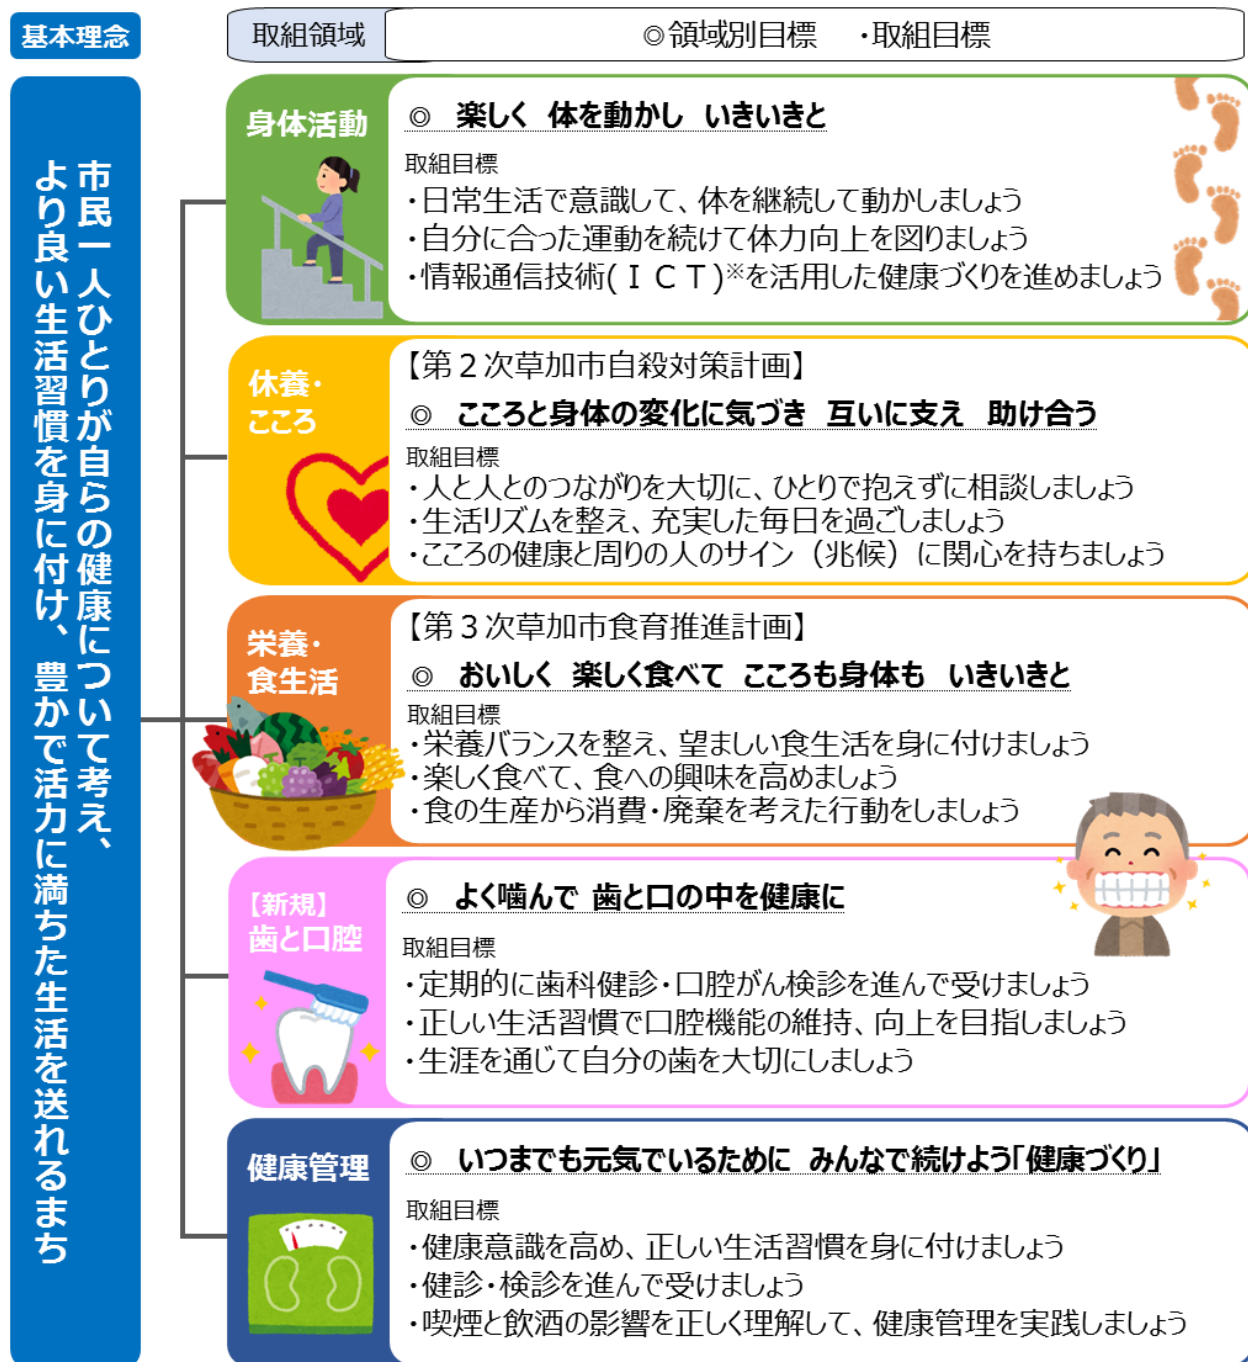 基本理念
市民一人ひとりが自らの健康について考え、
より良い生活習慣を身に付け、豊かで活力に満ちた生活を送れるまち
取組領域
◎領域別目標　・取組目標
身体活動
◎　楽しく 体を動かし いきいきと
取組目標
・日常生活で意識して、体を継続して動かしましょう
・自分に合った運動を続けて体力向上を図りましょう
・情報通信技術(ＩＣＴ)※を活用した健康づくりを進めましょう
休養・
こころ
【第２次草加市自殺対策計画】
◎　こころと身体の変化に気づき 互いに支え 助け合う
取組目標
・人と人とのつながりを大切に、ひとりで抱えずに相談しましょう
・生活リズムを整え、充実した毎日を過ごしましょう
・こころの健康と周りの人のサイン（兆候）に関心を持ちましょう
栄養・
食生活
【第３次草加市食育推進計画】
◎　おいしく 楽しく食べて こころも身体も いきいきと
取組目標
・栄養バランスを整え、望ましい食生活を身に付けましょう
・楽しく食べて、食への興味を高めましょう
・食の生産から消費・廃棄を考えた行動をしましょう
【新規】
歯と口腔
◎　よく噛んで 歯と口の中を健康に
取組目標
・定期的に歯科健診・口腔がん検診を進んで受けましょう
・正しい生活習慣で口腔機能の維持、向上を目指しましょう
・生涯を通じて自分の歯を大切にしましょう
健康管理
◎　いつまでも元気でいるために みんなで続けよう「健康づくり」
取組目標
・健康意識を高め、正しい生活習慣を身に付けましょう
・健診・検診を進んで受けましょう
・喫煙と飲酒の影響を正しく理解して、健康管理を実践しましょう